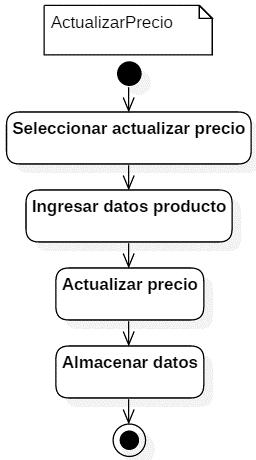 ActualizarPrecio
Seleccionar actualizar precio
Ingresar datos producto
Actualizar precio
Almacenar datos